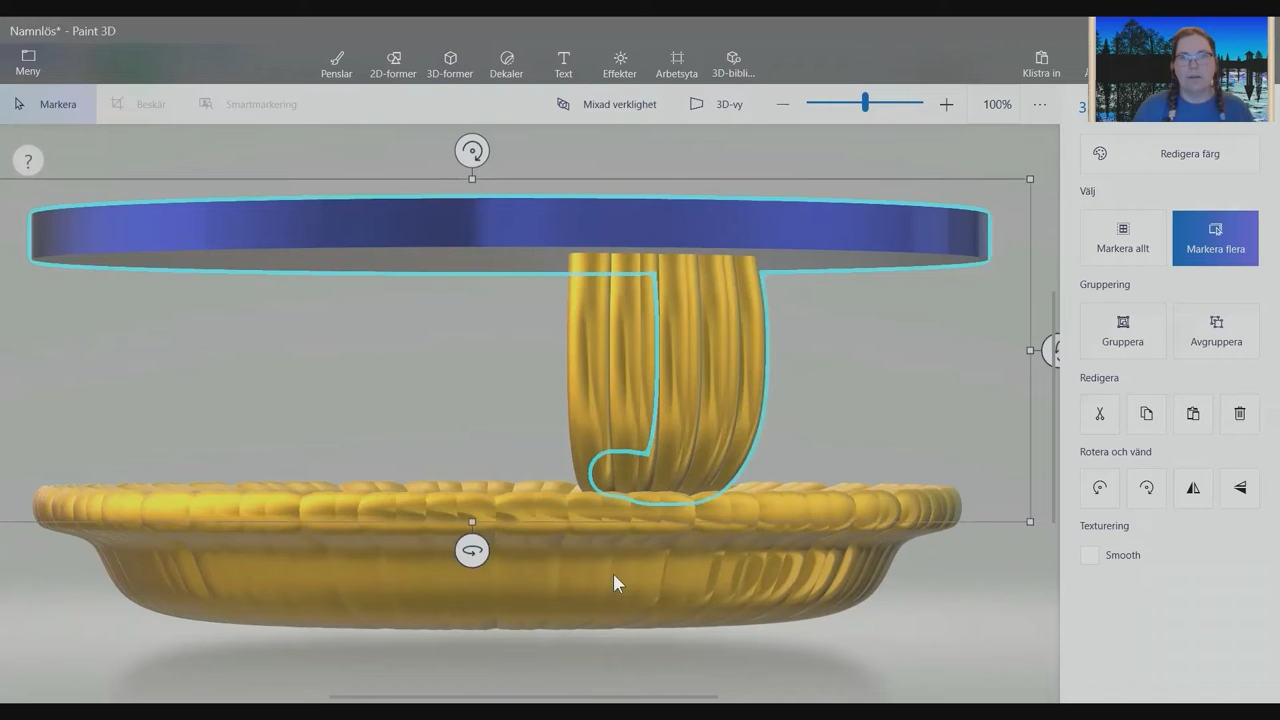 Namnlös* - Paint 3D
Meny
Penslar
2D-former
3D-former
Dekaler
Text
Effekter
Arbetsyta
3D-bibli...
Klistra in
Markera
Beskär
Smartmarkering
Mixad verklighet
3D-vy
100%
3
?
Redigera färg
Välj
Markera allt
Markera flera
Gruppering
Gruppera
Avgruppera
Redigera
Rotera och vänd
Texturering
Smooth